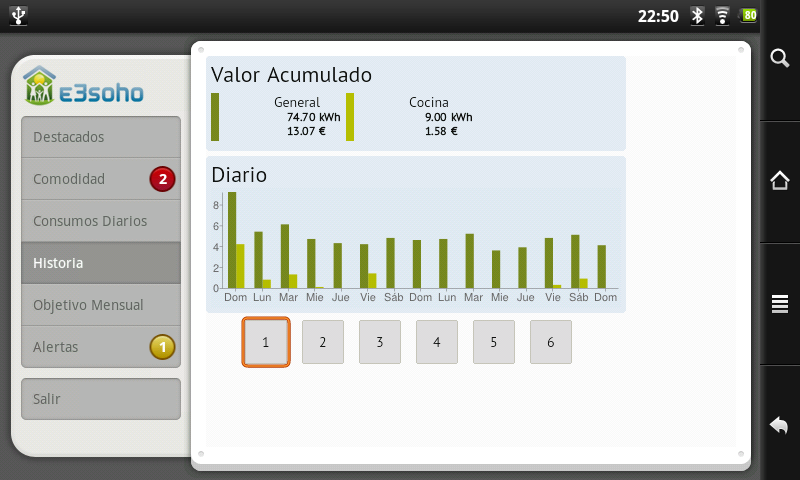 22:50
80
e3soho
Destacados
Comodidad 2
Consumos Diarios
Historia
Objetivo Mensual
Alertas 1
Salir
Valor Acumulado
General Cocina
74.70 kWh 9.00 kWh
13.07 € 1.58 €
Diario
8
6
4
2
0
Dom Lun Mar Mie Jue Vie Sáb Dom Lun Mar Mie Jue Vie Sáb Dom
1 2 3 4 5 6